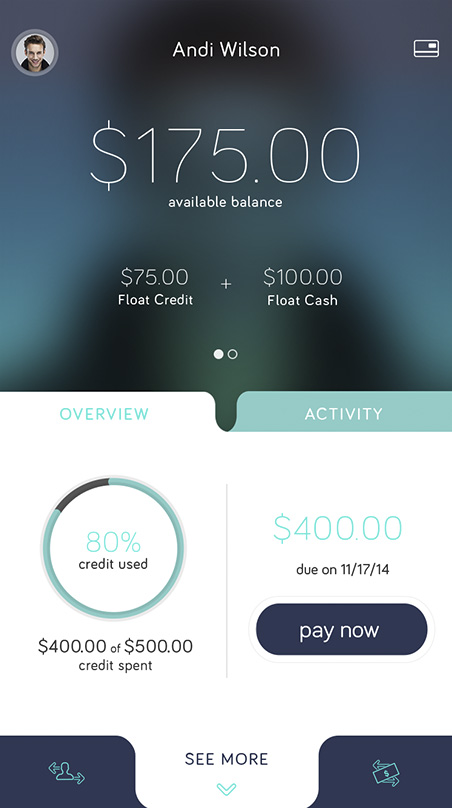 Andi Wilson
$175.00
available balance
$75.00 + $100.00
Float Credit Float Cash
OVERVIEW ACTIVITY
80%
credit used
$400.00 of $500.00
credit spent
$400.00
due on 11/17/14
pay now
SEE MORE
$